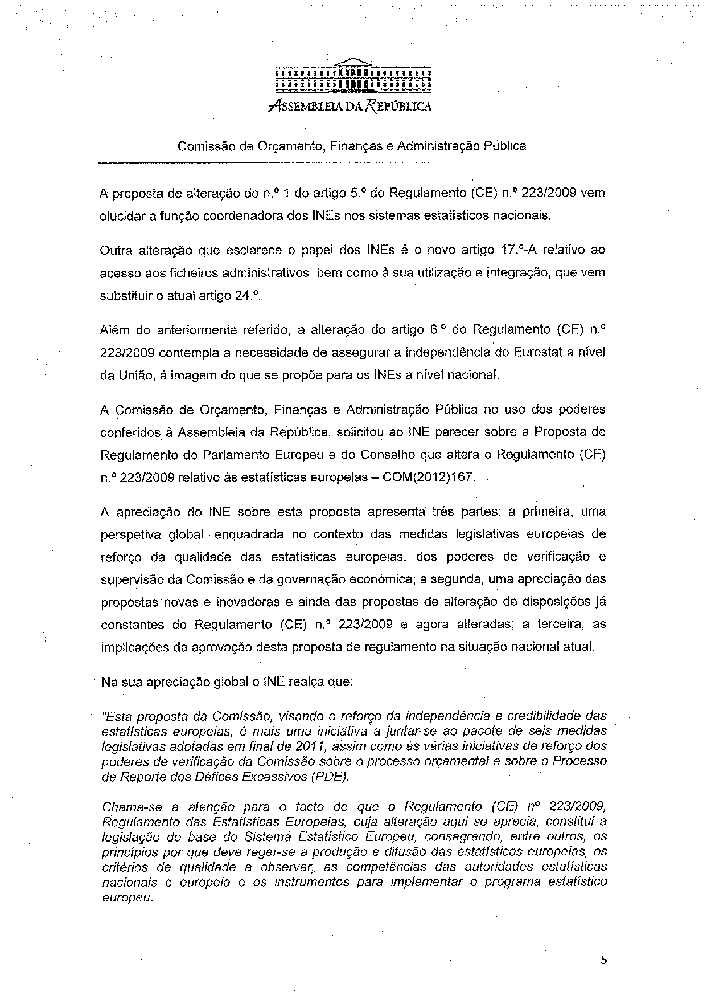 ASSEMBLEIA DA REPÚBLICA
Comissão de Orçamento, Finanças e Administração Pública
A proposta de alteração do n.º 1 do artigo 5.º do Regulamento (CE) n.º 223/2009 vem
elucidar a função coordenadora dos INEs nos sistemas estatísticos nacionais.
Outra alteração que esclarece o papel dos INEs é o novo artigo 17.º-A relativo ao
acesso aos ficheiros administrativos, bem como à sua utilização e integração, que vem
substituir o atual artigo 24.º.
Além do anteriormente referido, a alteração do artigo 6.º do Regulamento (CE) n.º
223/2009 contempla a necessidade de assegurar a independência do Eurostat a nível
da União, à imagem do que se propõe para os INEs a nível nacional.
A Comissão de Orçamento, Finanças e Administração Pública no uso dos poderes
conferidos à Assembleia da República, solicitou ao INE parecer sobre a Proposta de
Regulamento do Parlamento Europeu e do Conselho que altera o Regulamento (CE)
n.º 223/2009 relativo às estatísticas europeias – COM(2012)167.
A apreciação do INE sobre esta proposta apresenta três partes: a primeira, uma
perspetiva global, enquadrada no contexto das medidas legislativas europeias de
reforço da qualidade das estatísticas europeias, dos poderes de verificação e
supervisão da Comissão e da governação económica; a segunda, uma apreciação das
propostas novas e inovadoras e ainda das propostas de alteração de disposições já
constantes do Regulamento (CE) n.º 223/2009 e agora alteradas; a terceira, as
implicações da aprovação desta proposta de regulamento na situação nacional atual.
Na sua apreciação global o INE realça que:
"Esta proposta da Comissão, visando o reforço da independência e credibilidade das
estatísticas europeias, é mais uma iniciativa a juntar-se ao pacote de seis medidas
legislativas adotadas em final de 2011, assim como às várias iniciativas de reforço dos
poderes de verificação da Comissão sobre o processo orçamental e sobre o Processo
de Reporte dos Défices Excessivos (PDE).
Chama-se a atenção para o facto de que o Regulamento (CE) nº 223/2009,
Regulamento das Estatísticas Europeias, cuja alteração aqui se aprecia, constitui a
legislação de base do Sistema Estatístico Europeu, consagrando, entre outros, os
princípios por que deve reger-se a produção e difusão das estatísticas europeias, os
critérios de qualidade a observar, as competências das autoridades estatísticas
nacionais e europeia e os instrumentos para implementar o programa estatístico
europeu.
5